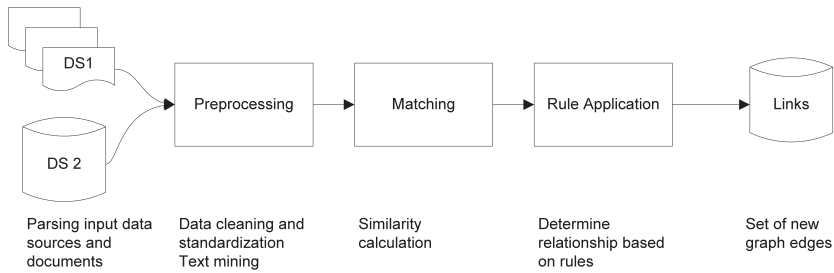 DS1
Preprocessing
Matching
Rule Application
Links
DS 2
Parsing input data
sources and
documents
Data cleaning and
standardization
Text mining
Similarity
calculation
Determine
relationship based
on rules
Set of new
graph edges